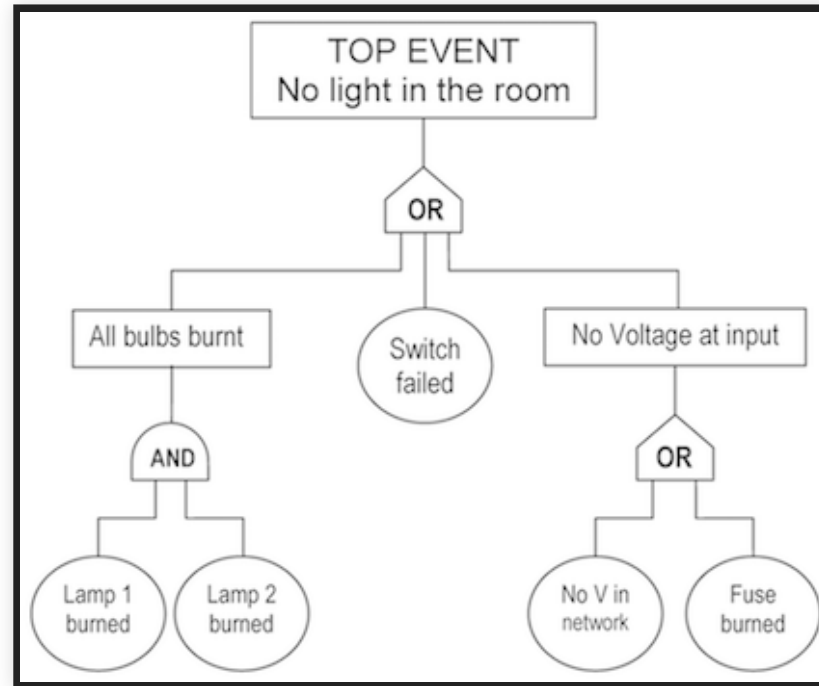 TOP EVENT
No light in the room
OR
All bulbs burnt
Switch
failed
No Voltage at input
AND
OR
Lamp 1
burned
Lamp 2
burned
No V in
network
Fuse
burned